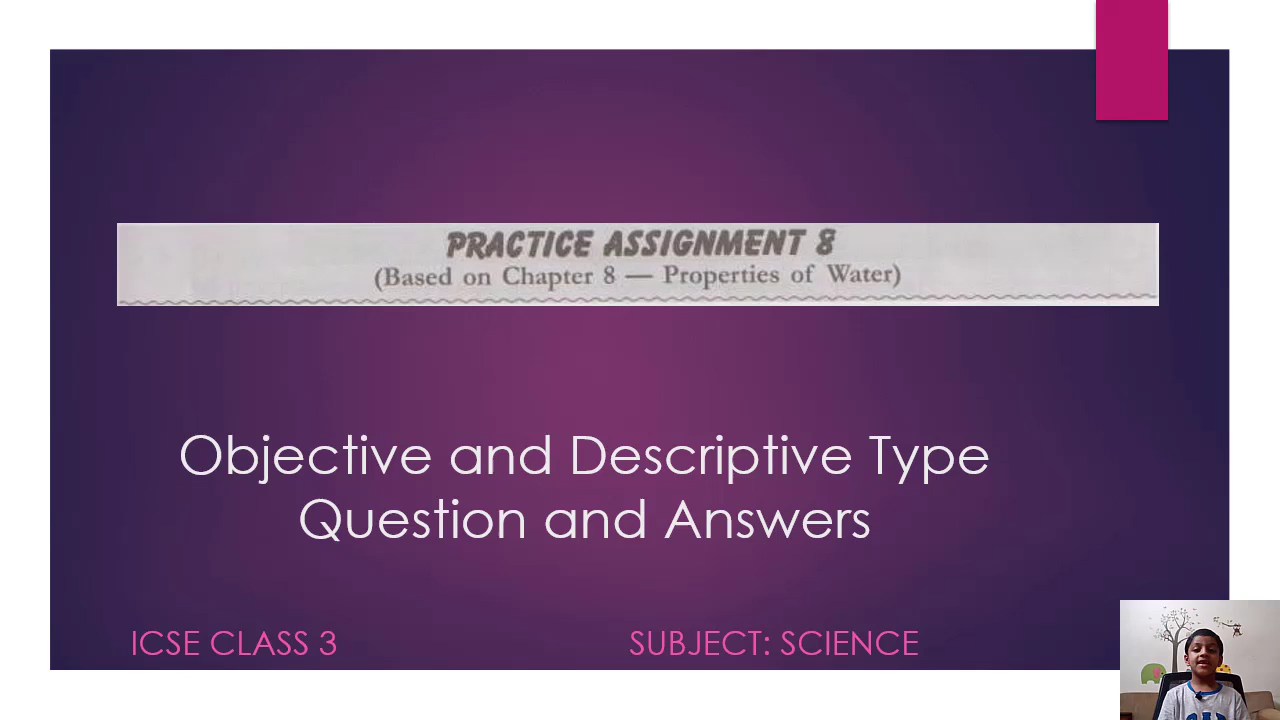 PRACTICE ASSIGNMENT 8
(Based on Chapter 8 — Properties of Water)
Objective and Descriptive Type
Question and Answers
ICSE CLASS 3
SUBJECT: SCIENCE